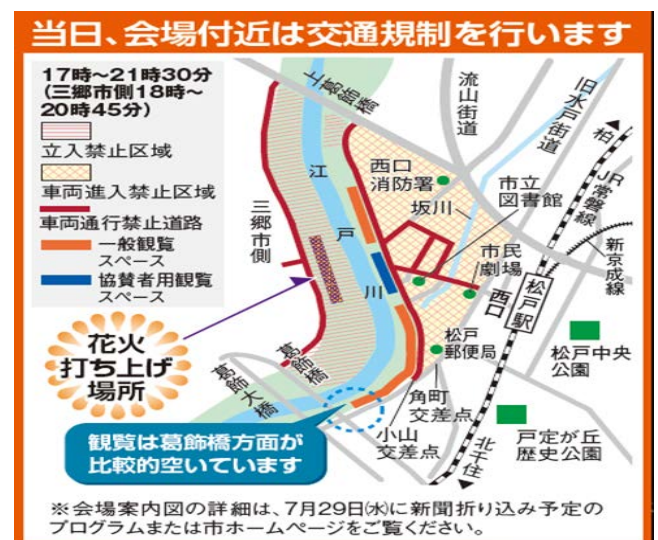 当日、会場付近は交通規制を行います
17時～21時30分
（三郷市側18時～
20時45分）
立入禁止区域
車両進入禁止区域
車両通行禁止道路
一般観覧
スペース
協賛者用観覧
スペース
上葛飾橋
流山街道
旧水戸街道
柏
JR
常磐線
新京成線
西口
消防署
坂川
市立
図書館
市民
劇場
江戸川
三郷市側
松戸駅
西口
松戸
郵便局
松戸中央
公園
花火
打ち上げ
場所
葛飾橋
葛飾大橋
角町
交差点
小山
交差点
戸定が丘
歴史公園
北千住
観覧は葛飾橋方面が
比較的空いています
※会場案内図の詳細は、7月29日㈬に新聞折り込み予定の
プログラムまたは市ホームページをご覧ください。